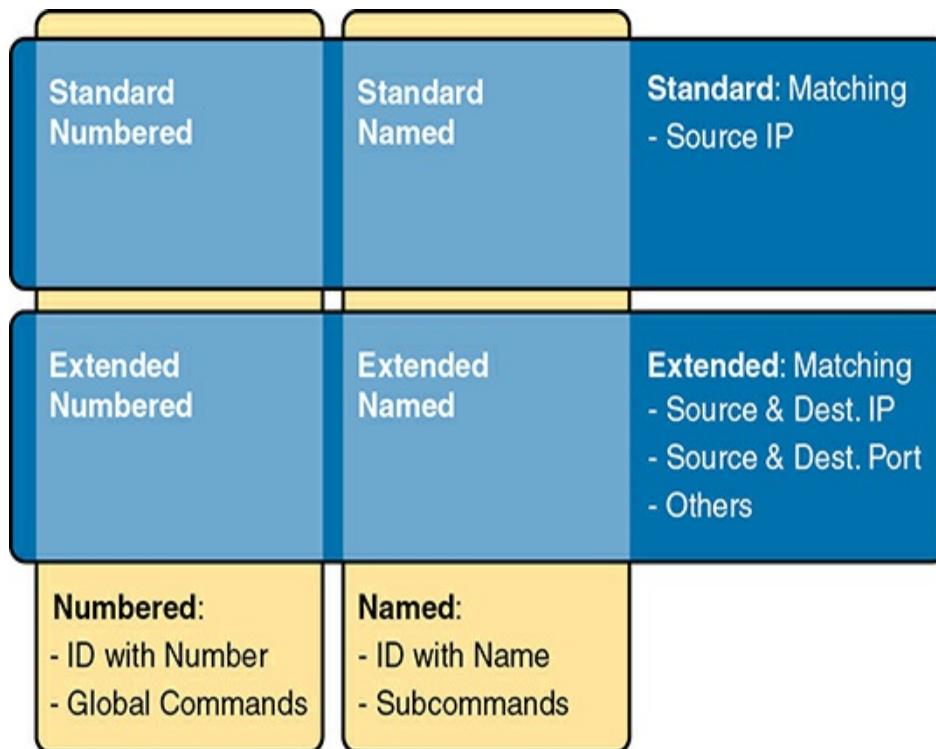 Standard
Numbered
Standard
Named
Standard: Matching
- Source IP
Extended
Numbered
Extended
Named
Extended: Matching
- Source & Dest. IP
- Source & Dest. Port
- Others
Numbered:
- ID with Number
- Global Commands
Named:
- ID with Name
- Subcommands